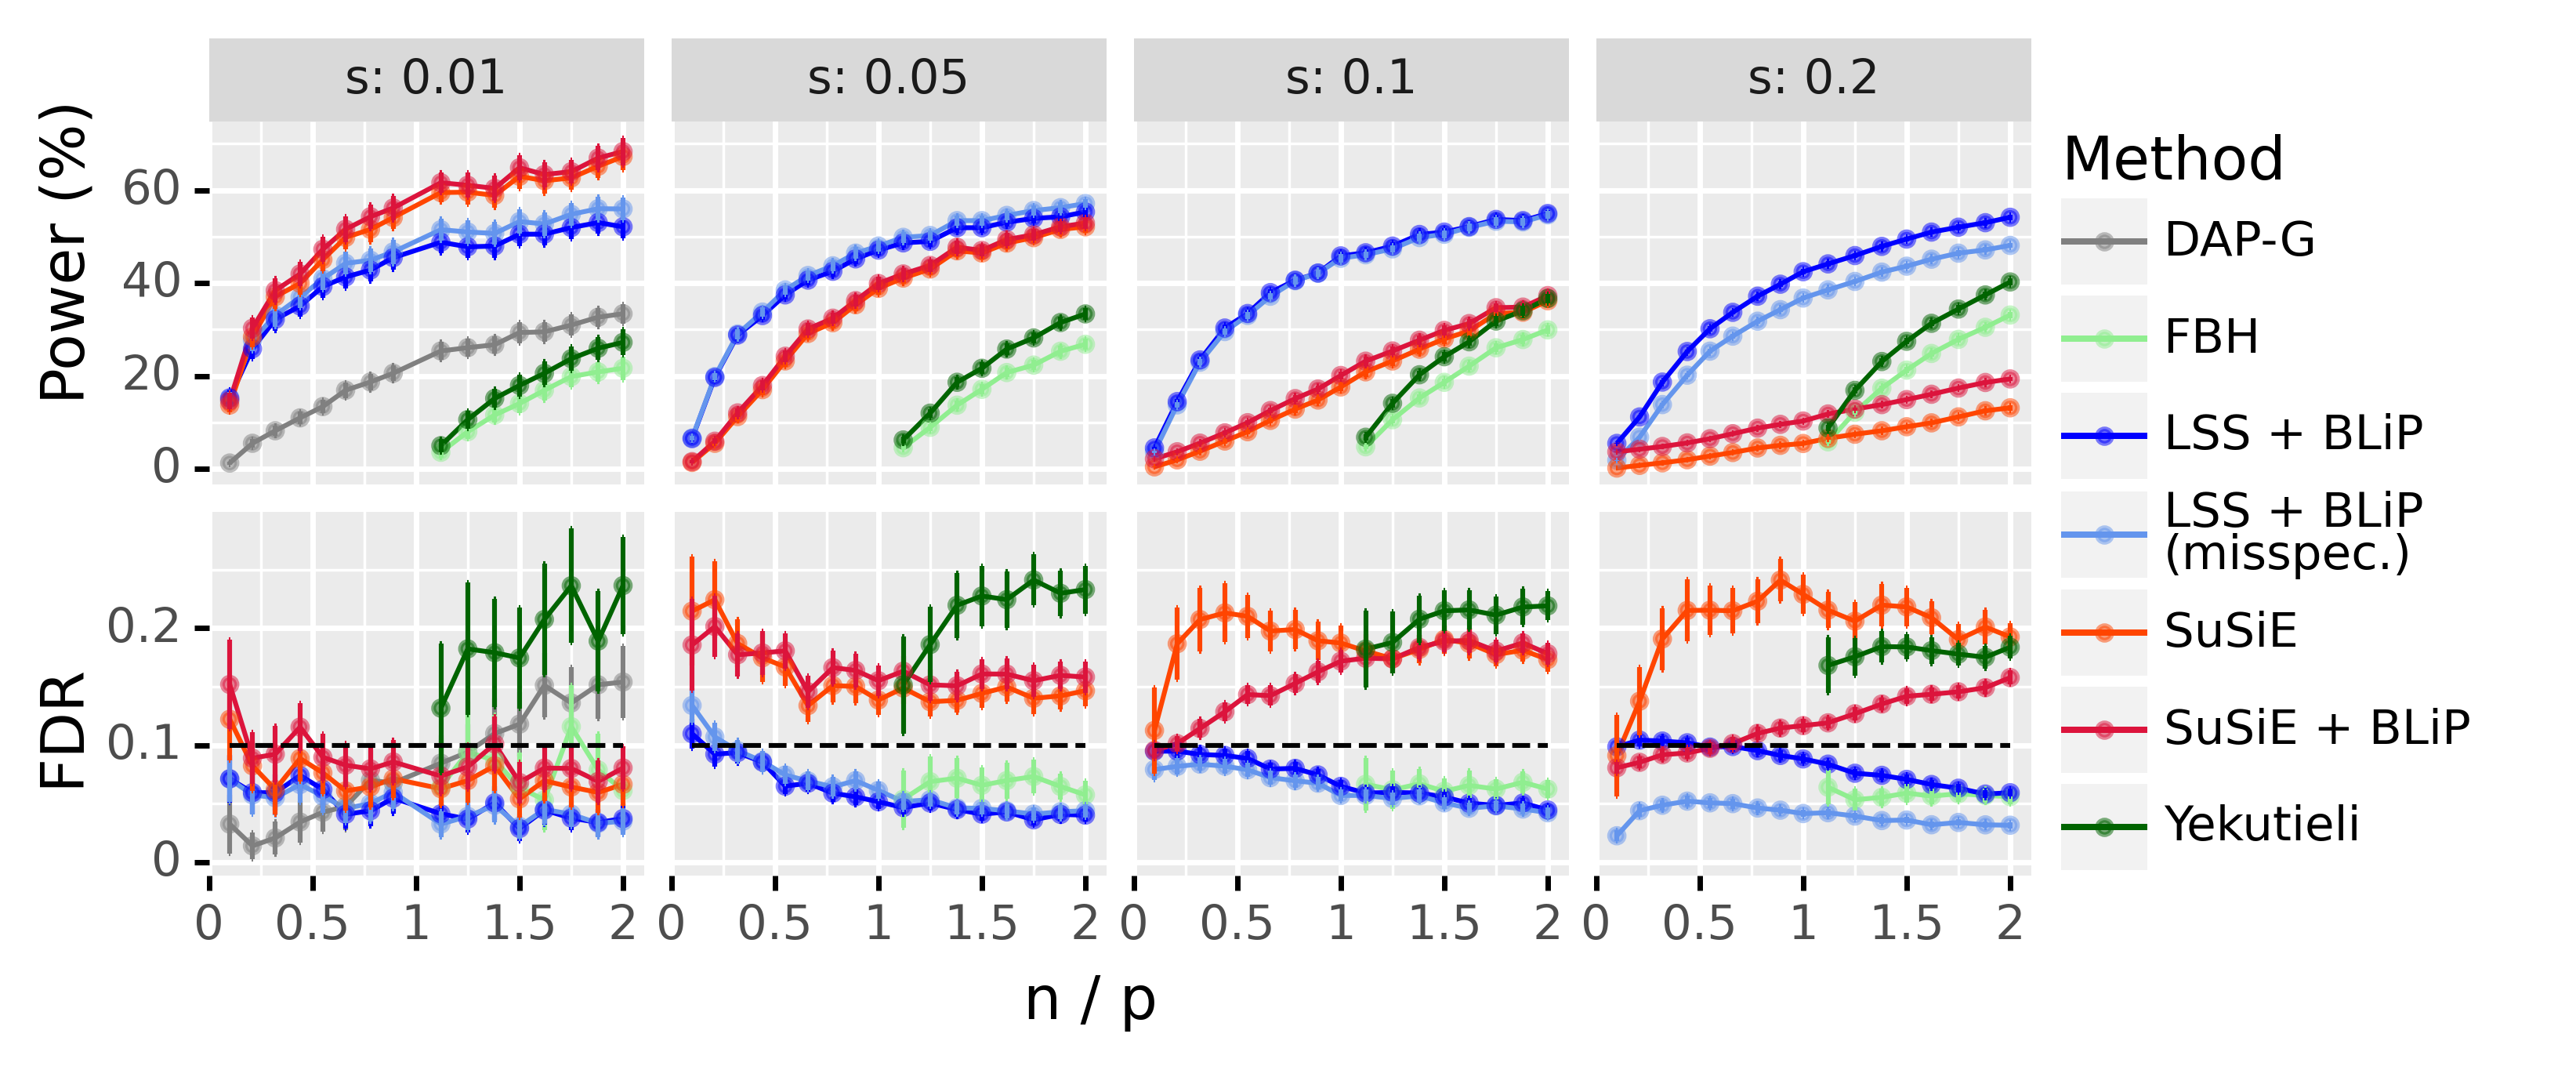 s: 0.01
s: 0.05
s: 0.1
s: 0.2
Power (%)
60
40
20
0
FDR
0.2
0.1
0
0 0.5 1 1.5 2
0 0.5 1 1.5 2
0 0.5 1 1.5 2
0 0.5 1 1.5 2
n / p
Method
DAP-G
FBH
LSS + BLiP
LSS + BLiP
(misspec.)
SuSiE
SuSiE + BLiP
Yekutieli